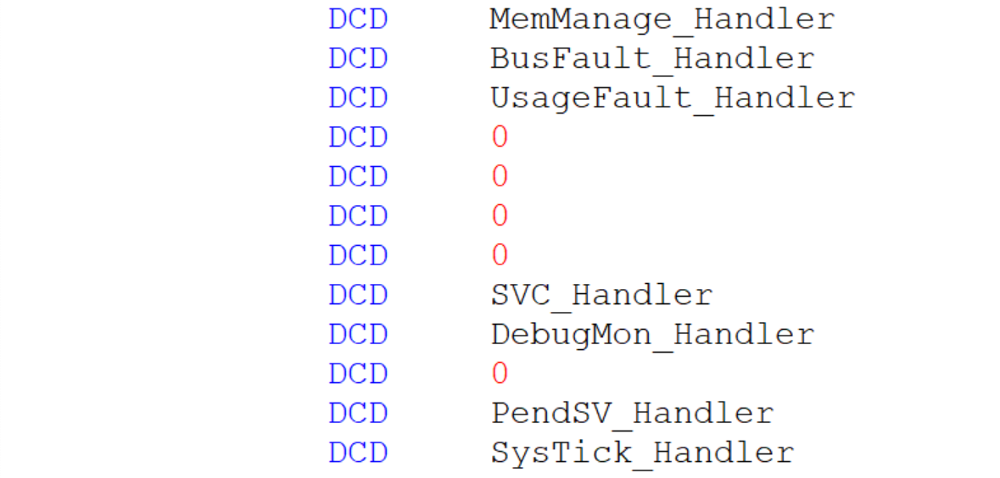 DCD MemManage_Handler
DCD BusFault_Handler
DCD UsageFault_Handler
DCD 0
DCD 0
DCD 0
DCD 0
DCD SVC_Handler
DCD DebugMon_Handler
DCD 0
DCD PendSV_Handler
DCD SysTick_Handler